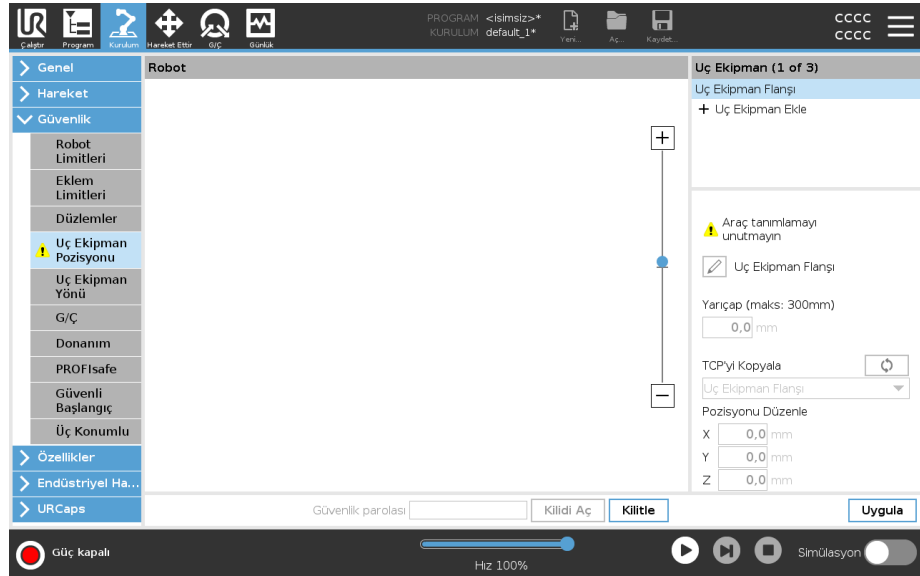 PROGRAM <isimsiz>*
KURULUM default_1*
CCCC
CCCC
Çalıştır Program Kurulum Hareket Ettir G/Ç Günlük Yeni... Aç... Kaydet...
Genel
Hareket
Güvenlik
Robot
Limitleri
Eklem
Limitleri
Düzlemler
Uç Ekipman
Pozisyonu
Uç Ekipman
Yönü
G/Ç
Donanım
PROFIsafe
Güvenli
Başlangıç
Üç Konumlu
Özellikler
Endüstriyel Ha...
URCaps
Robot
Uç Ekipman (1 of 3)
Uç Ekipman Flanşı
+ Uç Ekipman Ekle
Araç tanımlamayı
unutmayın
Uç Ekipman Flanşı
Yarıçap (maks: 300mm)
0,0 mm
TCP'yi Kopyala
Uç Ekipman Flanşı
Pozisyonu Düzenle
X 0,0 mm
Y 0,0 mm
Z 0,0 mm
Güvenlik parolası Kilidi Aç Kilitle Uygula
Güç kapalı
Hız 100%
Simülasyon